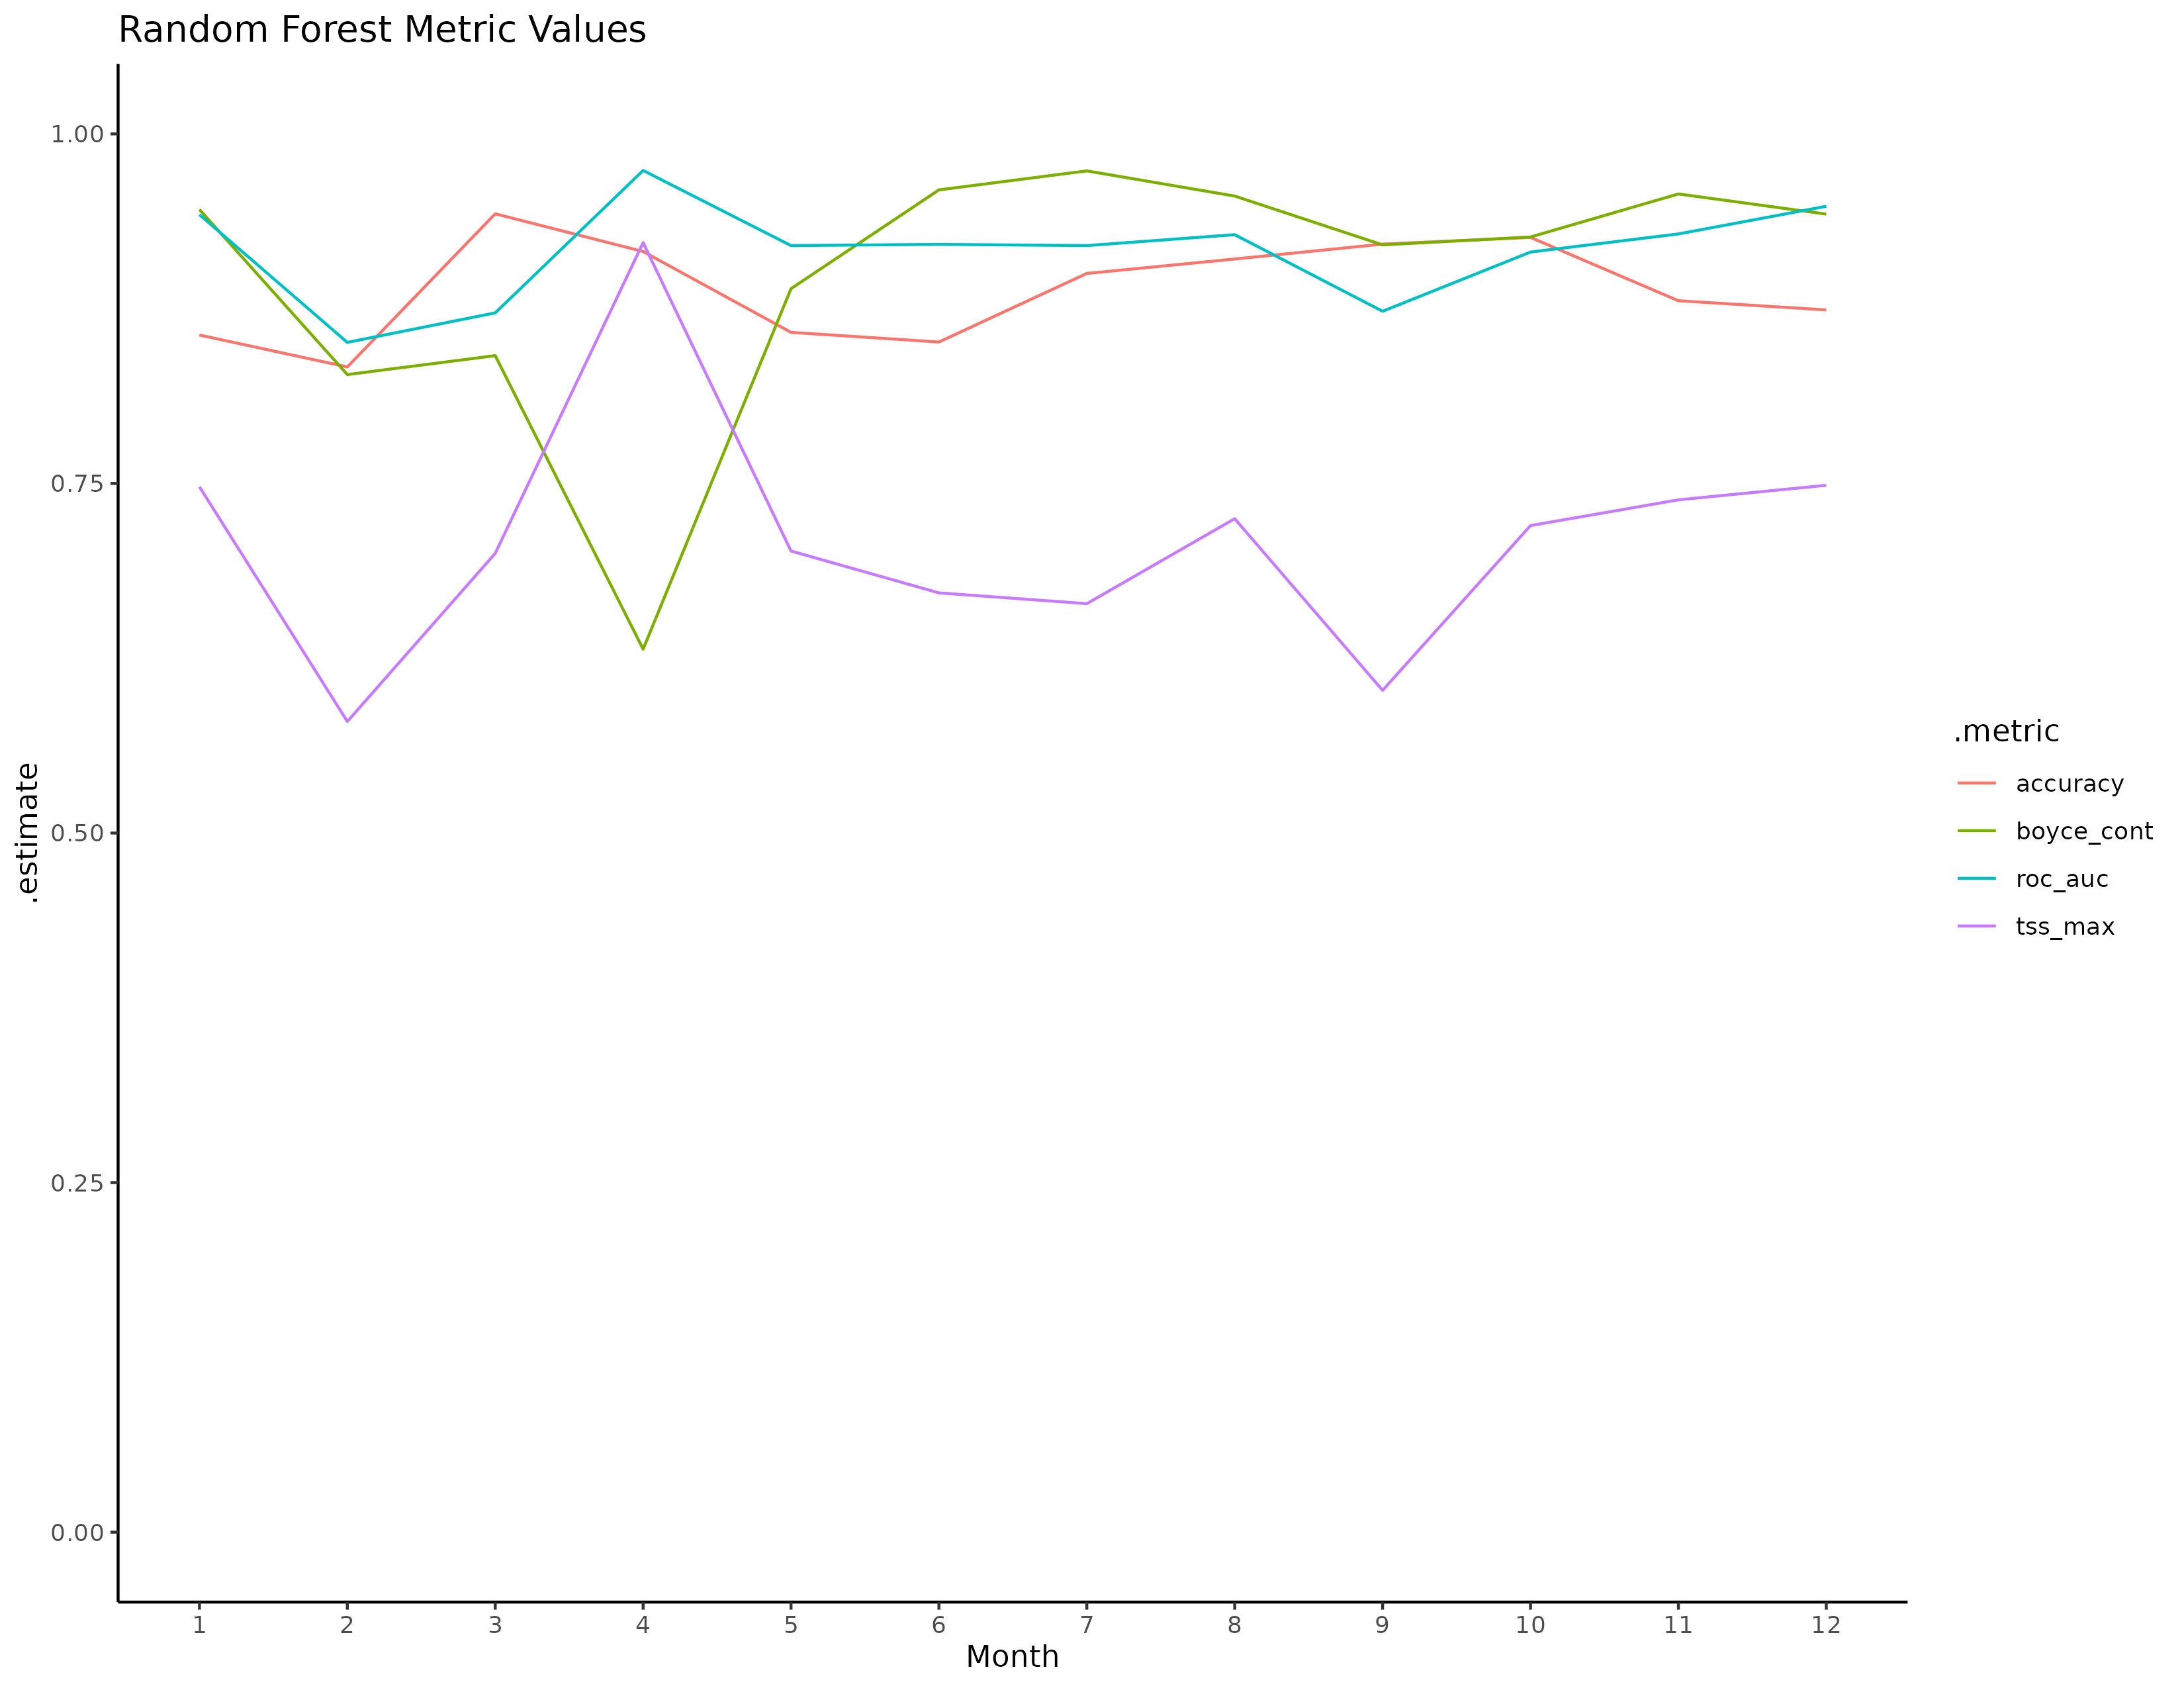 Random Forest Metric Values
1.00
0.75
0.50
0.25
0.00
.estimate
1 2 3 4 5 6 7 8 9 10 11 12
Month
.metric
accuracy
boyce_cont
roc_auc
tss_max